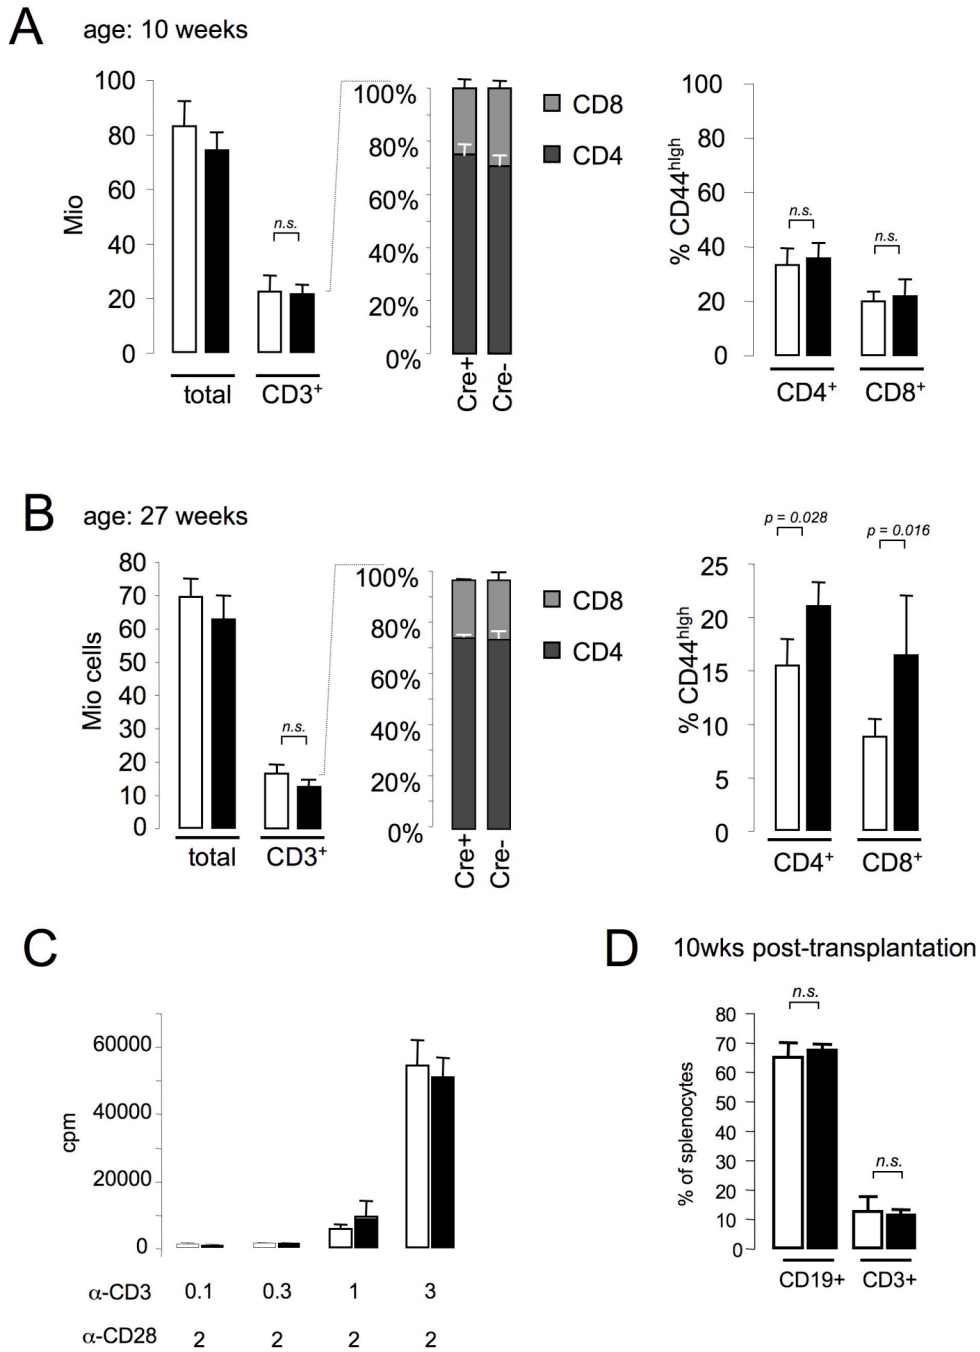 A age: 10 weeks
Mio
100
80
60
40
20
0
n.s.
total CD3+
100%
80%
60%
40%
20%
0%
Cre+ Cre-
CD8
CD4
% CD44high
100
80
60
40
20
0
n.s. n.s.
CD4+ CD8+
B age: 27 weeks
Mio cells
80
70
60
50
40
30
20
10
0
n.s.
total CD3+
100%
80%
60%
40%
20%
0%
Cre+ Cre-
CD8
CD4
% CD44high
p = 0.028 p = 0.016
25
20
15
10
5
0
CD4+ CD8+
C
cpm
60000
40000
20000
0
α-CD3 0.1 0.3 1 3
α-CD28 2 2 2 2
D 10wks post-transplantation
% of splenocytes
80
70
60
50
40
30
20
10
0
n.s.
n.s.
CD19+ CD3+